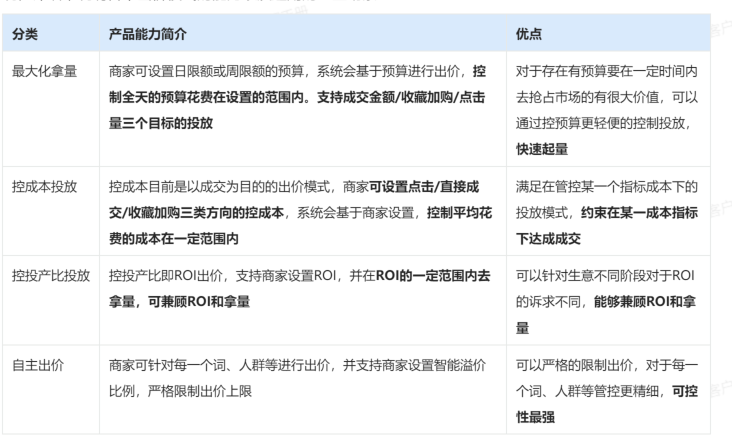 分类 产品能力简介 优点
最大化拿量 商家可设置日限额或周限额的预算，系统会基于预算进行出价，控
制全天的预算花费在设置的范围内。支持成交金额/收藏加购/点击
量三个目标的投放
对于存在有预算要在一定时间内
去抢占市场的有很大价值，可以
通过控预算更轻便的控制投放，
快速起量
控成本投放 控成本目前是以成交为目的的出价模式，商家可设置点击/直接成
交/收藏加购三类方向的控成本，系统会基于商家设置，控制平均花
费的成本在一定范围内
满足在管控某一个指标成本下的
投放模式，约束在某一成本指标
下达成成交
控投产比投放 控投产比即ROI出价，支持商家设置ROI，并在ROI的一定范围内去
拿量，可兼顾ROI和拿量
可以针对生意不同阶段对于ROI
的诉求不同，能够兼顾ROI和拿
量
自主出价 商家可针对每一个词、人群等进行出价，并支持商家设置智能溢价
比例，严格限制出价上限
可以严格的限制出价，对于每一
个词、人群等管控更精细，可控
性最强